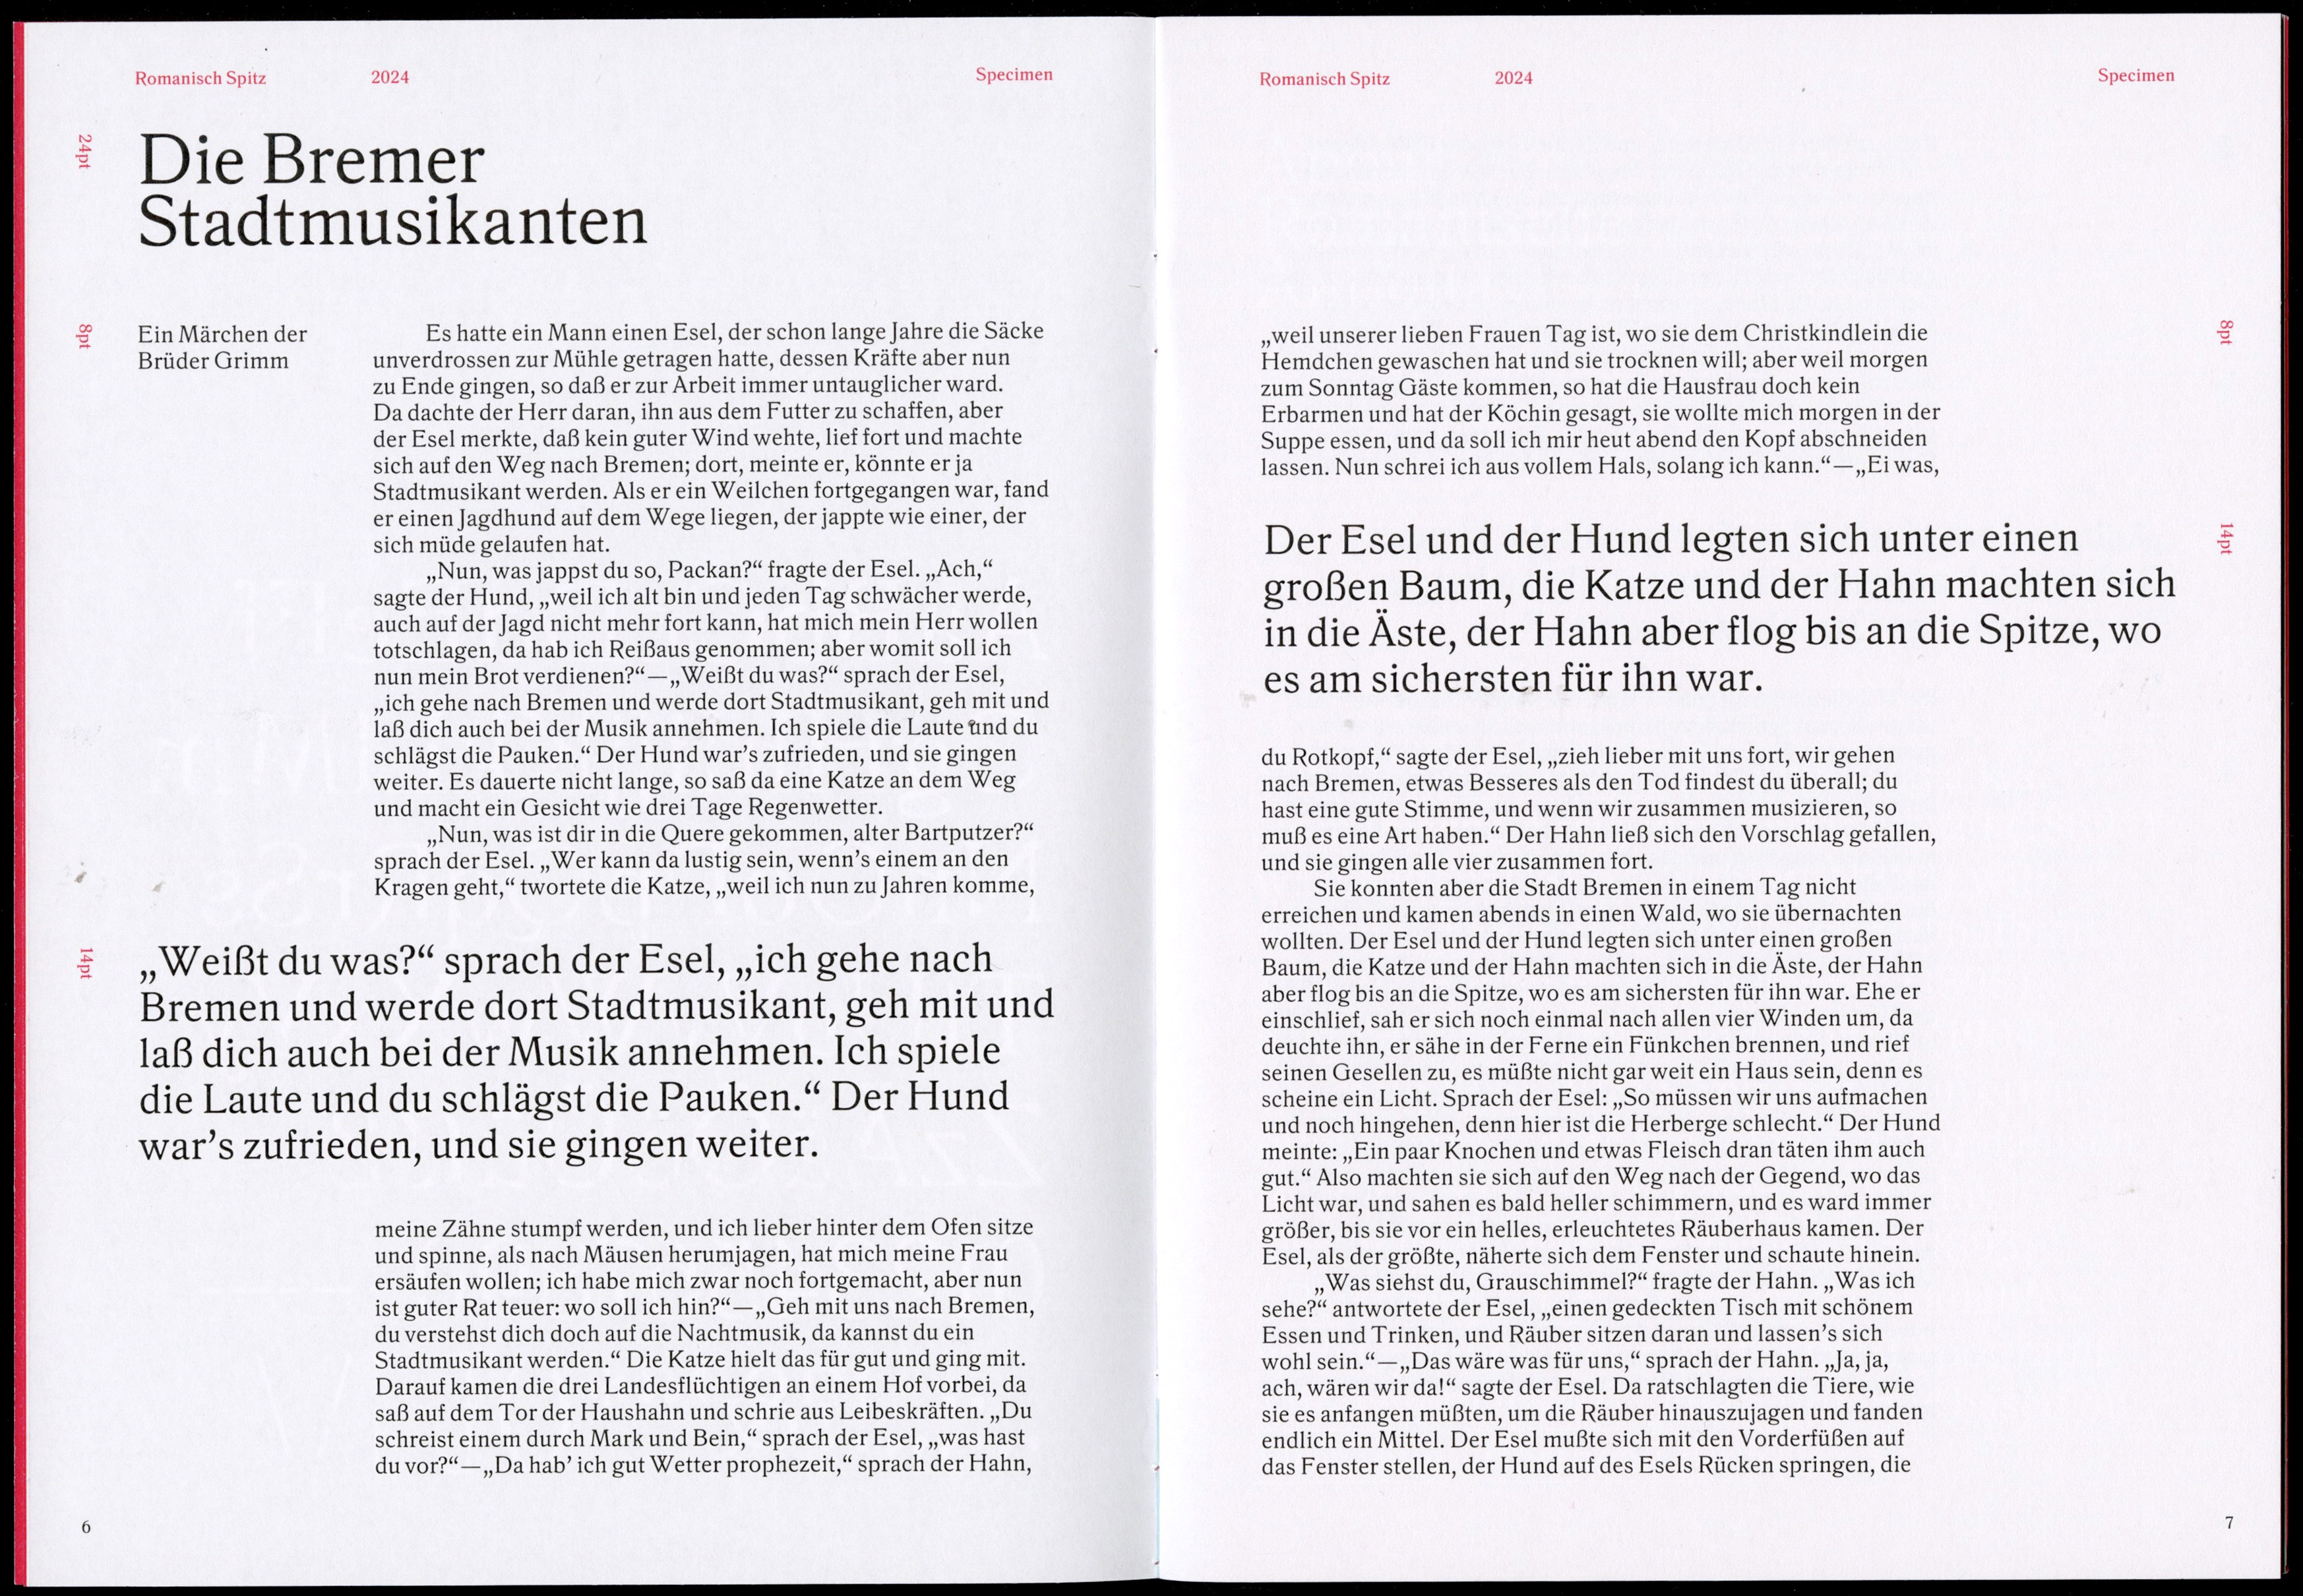 Romanisch Spitz 2024 Specimen
24pt
Die Bremer
Stadtmusikanten
8pt
Ein Märchen der
Brüder Grimm
Es hatte ein Mann einen Esel, der schon lange Jahre die Säcke
unverdrossen zur Mühle getragen hatte, dessen Kräfte aber nun
zu Ende gingen, so daß er zur Arbeit immer untauglicher ward.
Da dachte der Herr daran, ihn aus dem Futter zu schaffen, aber
der Esel merkte, daß kein guter Wind wehte, lief fort und machte
sich auf den Weg nach Bremen; dort, meinte er, könnte er ja
Stadtmusikant werden. Als er ein Weilchen fortgegangen war, fand
er einen Jagdhund auf dem Wege liegen, der jappte wie einer, der
sich müde gelaufen hat.
„Nun, was jappst du so, Packan?“ fragte der Esel. „Ach,“
sagte der Hund, „weil ich alt bin und jeden Tag schwächer werde,
auch auf der Jagd nicht mehr fort kann, hat mich mein Herr wollen
totschlagen, da hab ich Reißaus genommen; aber womit soll ich
nun mein Brot verdienen?“—„Weißt du was?“ sprach der Esel,
„ich gehe nach Bremen und werde dort Stadtmusikant, geh mit und
laß dich auch bei der Musik annehmen. Ich spiele die Laute und du
schlägst die Pauken.“ Der Hund war’s zufrieden, und sie gingen
weiter. Es dauerte nicht lange, so saß da eine Katze an dem Weg
und macht ein Gesicht wie drei Tage Regenwetter.
„Nun, was ist dir in die Quere gekommen, alter Bartputzer?“
sprach der Esel. „Wer kann da lustig sein, wenn’s einem an den
Kragen geht,“ twortete die Katze, „weil ich nun zu Jahren komme,
14pt
„Weißt du was?“ sprach der Esel, „ich gehe nach
Bremen und werde dort Stadtmusikant, geh mit und
laß dich auch bei der Musik annehmen. Ich spiele
die Laute und du schlägst die Pauken.“ Der Hund
war’s zufrieden, und sie gingen weiter.
meine Zähne stumpf werden, und ich lieber hinter dem Ofen sitze
und spinne, als nach Mäusen herumjagen, hat mich meine Frau
ersäufen wollen; ich habe mich zwar noch fortgemacht, aber nun
ist guter Rat teuer: wo soll ich hin?“—„Geh mit uns nach Bremen,
du verstehst dich doch auf die Nachtmusik, da kannst du ein
Stadtmusikant werden.“ Die Katze hielt das für gut und ging mit.
Darauf kamen die drei Landesflüchtigen an einem Hof vorbei, da
saß auf dem Tor der Haushahn und schrie aus Leibeskräften. „Du
schreist einem durch Mark und Bein,“ sprach der Esel, „was hast
du vor?“—„Da hab’ ich gut Wetter prophezeit,“ sprach der Hahn,
6
Romanisch Spitz 2024 Specimen
8pt
„weil unserer lieben Frauen Tag ist, wo sie dem Christkindlein die
Hemdchen gewaschen hat und sie trocknen will; aber weil morgen
zum Sonntag Gäste kommen, so hat die Hausfrau doch kein
Erbarmen und hat der Köchin gesagt, sie wollte mich morgen in der
Suppe essen, und da soll ich mir heut abend den Kopf abschneiden
lassen. Nun schrei ich aus vollem Hals, solang ich kann.“—„Ei was,
14pt
Der Esel und der Hund legten sich unter einen
großen Baum, die Katze und der Hahn machten sich
in die Äste, der Hahn aber flog bis an die Spitze, wo
es am sichersten für ihn war.
du Rotkopf,“ sagte der Esel, „zieh lieber mit uns fort, wir gehen
nach Bremen, etwas Besseres als den Tod findest du überall; du
hast eine gute Stimme, und wenn wir zusammen musizieren, so
muß es eine Art haben.“ Der Hahn ließ sich den Vorschlag gefallen,
und sie gingen alle vier zusammen fort.
Sie konnten aber die Stadt Bremen in einem Tag nicht
erreichen und kamen abends in einen Wald, wo sie übernachten
wollten. Der Esel und der Hund legten sich unter einen großen
Baum, die Katze und der Hahn machten sich in die Äste, der Hahn
aber flog bis an die Spitze, wo es am sichersten für ihn war. Ehe er
einschlief, sah er sich noch einmal nach allen vier Winden um, da
deuchte ihn, er sähe in der Ferne ein Fünkchen brennen, und rief
seinen Gesellen zu, es müßte nicht gar weit ein Haus sein, denn es
scheine ein Licht. Sprach der Esel: „So müssen wir uns aufmachen
und noch hingehen, denn hier ist die Herberge schlecht.“ Der Hund
meinte: „Ein paar Knochen und etwas Fleisch dran täten ihm auch
gut.“ Also machten sie sich auf den Weg nach der Gegend, wo das
Licht war, und sahen es bald heller schimmern, und es ward immer
größer, bis sie vor ein helles, erleuchtetes Räuberhaus kamen. Der
Esel, als der größte, näherte sich dem Fenster und schaute hinein.
„Was siehst du, Grauschimmel?“ fragte der Hahn. „Was ich
sehe?“ antwortete der Esel, „einen gedeckten Tisch mit schönem
Essen und Trinken, und Räuber sitzen daran und lassen’s sich
wohl sein.“—„Das wäre was für uns,“ sprach der Hahn. „Ja, ja,
ach, wären wir da!“ sagte der Esel. Da ratschlagten die Tiere, wie
sie es anfangen müßten, um die Räuber hinauszujagen und fanden
endlich ein Mittel. Der Esel mußte sich mit den Vorderfüßen auf
das Fenster stellen, der Hund auf des Esels Rücken springen, die
7